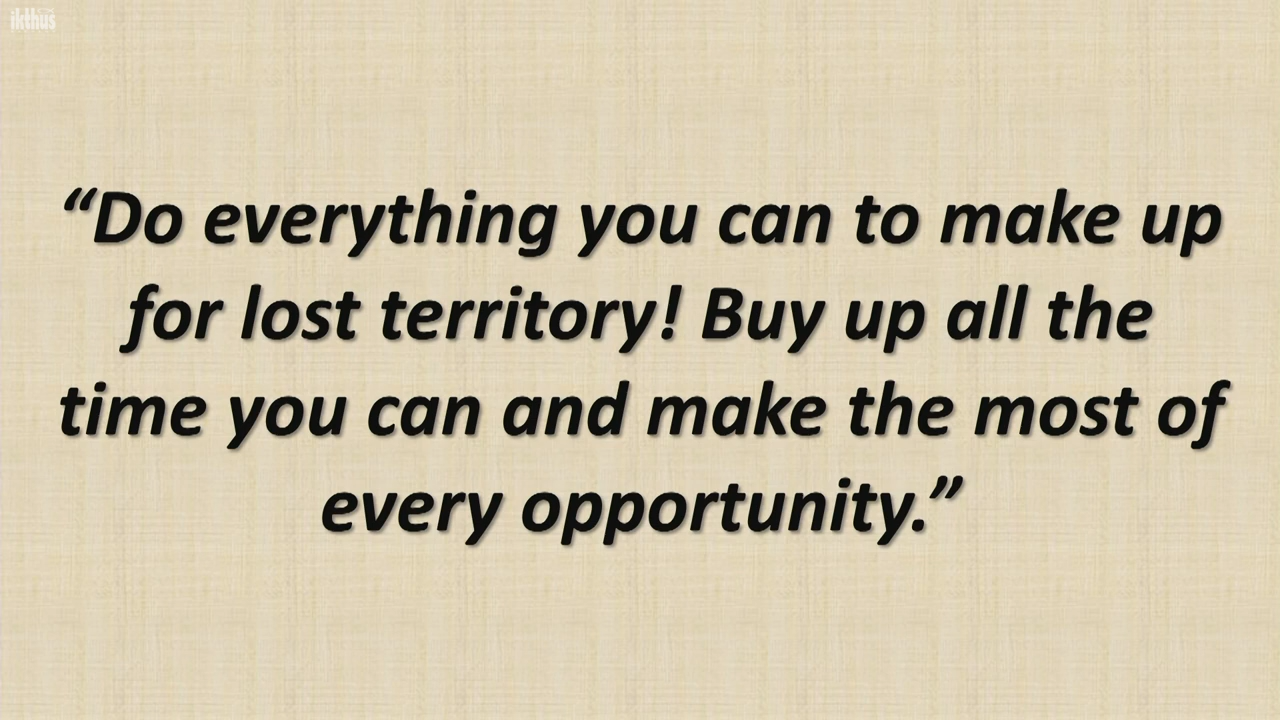 ikthus
“Do everything you can to make up
for lost territory! Buy up all the
time you can and make the most of
every opportunity.”